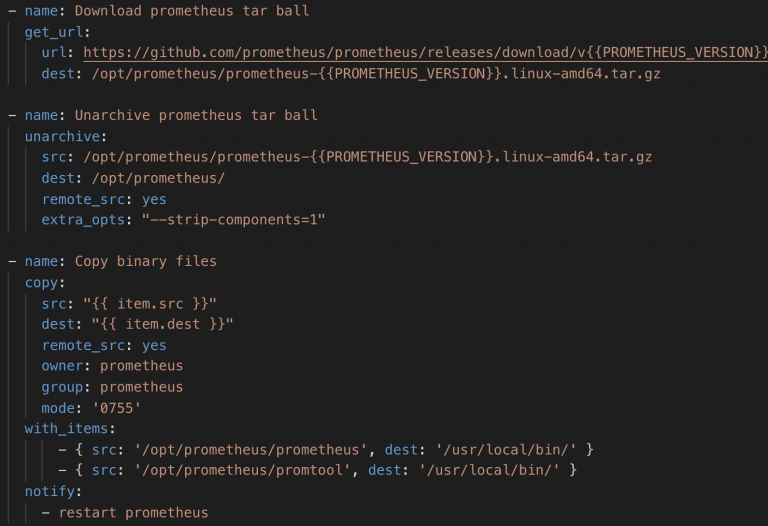 - name: Download prometheus tar ball
  get_url:
    url: https://github.com/prometheus/prometheus/releases/download/v{{PROMETHEUS_VERSION}}
    dest: /opt/prometheus/prometheus-{{PROMETHEUS_VERSION}}.linux-amd64.tar.gz
- name: Unarchive prometheus tar ball
  unarchive:
    src: /opt/prometheus/prometheus-{{PROMETHEUS_VERSION}}.linux-amd64.tar.gz
    dest: /opt/prometheus/
    remote_src: yes
    extra_opts: "--strip-components=1"
- name: Copy binary files
  copy:
    src: "{{ item.src }}"
    dest: "{{ item.dest }}"
    remote_src: yes
    owner: prometheus
    group: prometheus
    mode: '0755'
  with_items:
      - { src: '/opt/prometheus/prometheus', dest: '/usr/local/bin/' }
      - { src: '/opt/prometheus/promtool', dest: '/usr/local/bin/' }
  notify:
    - restart prometheus